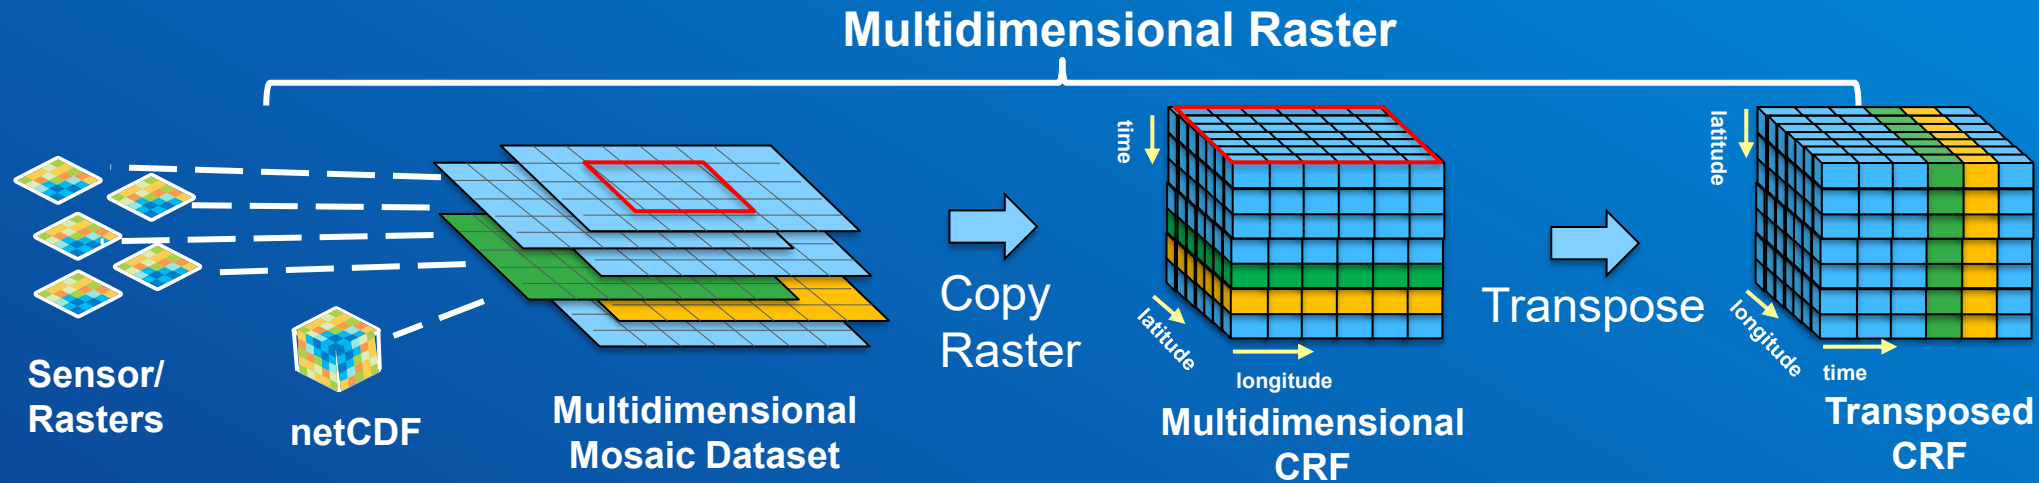 Multidimensional Raster
Sensor/
Rasters
netCDF
Multidimensional
Mosaic Dataset
Copy
Raster
time
latitude
longitude
Multidimensional
CRF
Transpose
latitude
longitude
time
Transposed
CRF